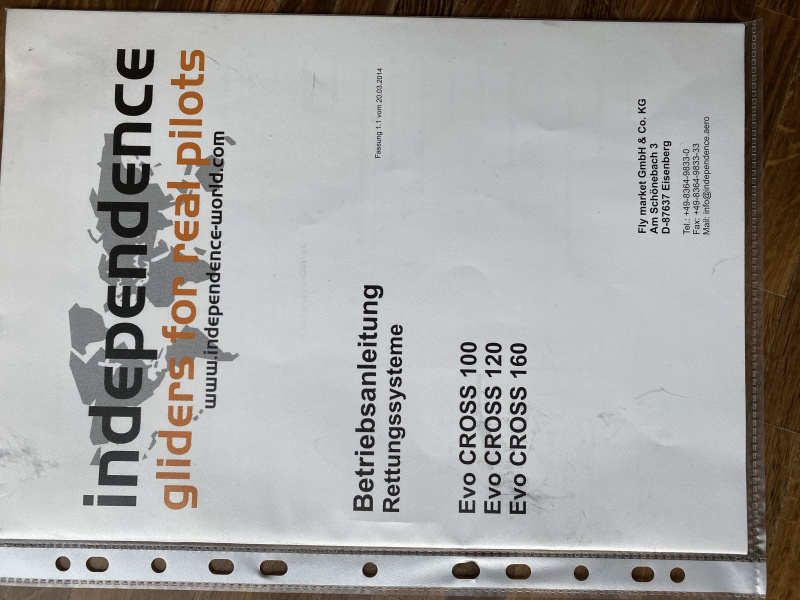 independence
gliders for real pilots
www.independence-world.com
Fassung 1.1 vom 20.03.2014
Betriebsanleitung
Rettungssysteme
Evo CROSS 100
Evo CROSS 120
Evo CROSS 160
Fly market GmbH & Co. KG
Am Schönebach 3
D-87637 Eisenberg
Tel.: +49-8364-9833-0
Fax: +49-8364-9833-33
Mail: info@independence.aero